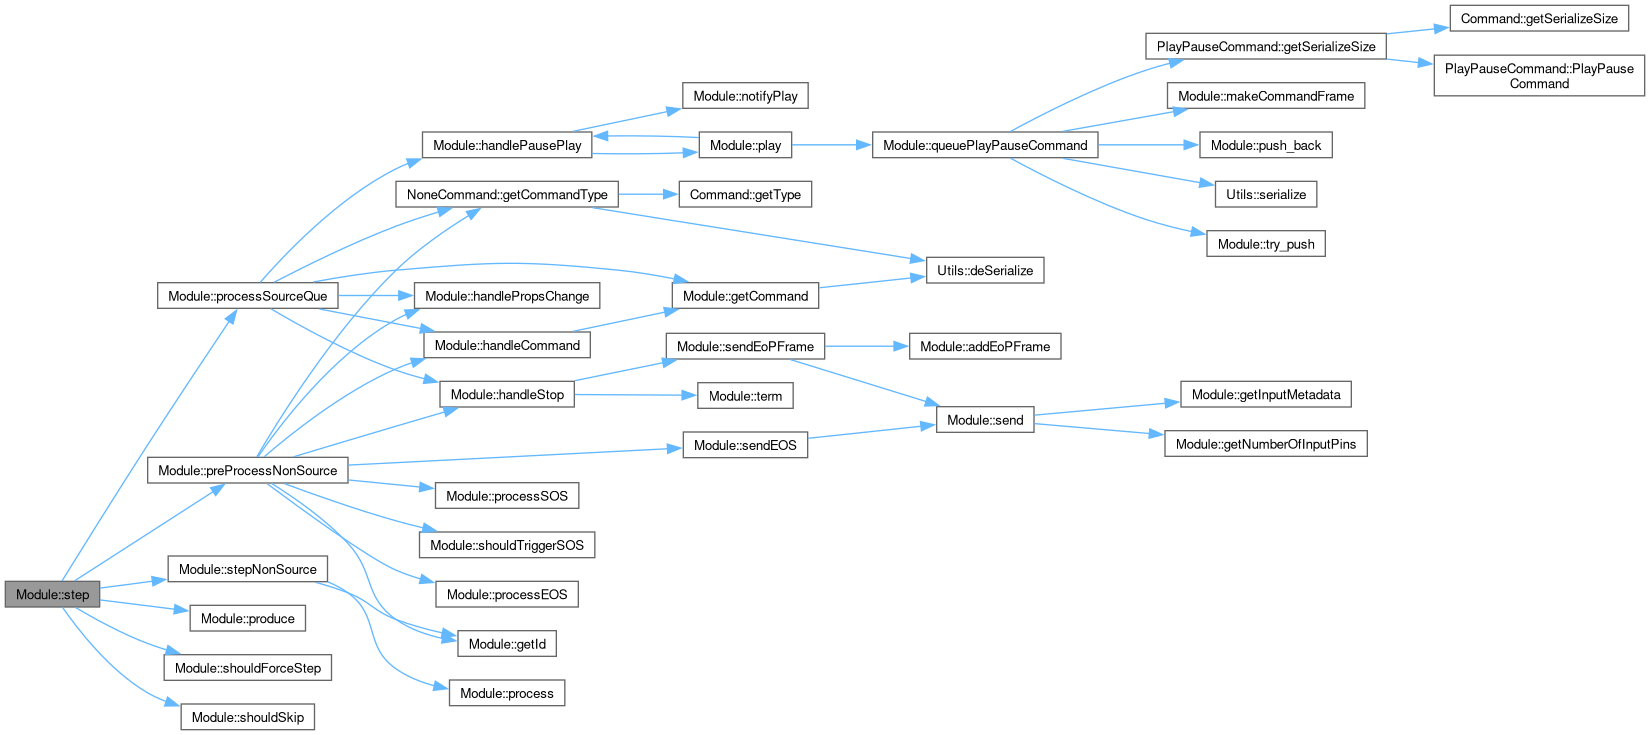 Module::step
Module::processSourceQue
Module::handlePausePlay
Module::notifyPlay
Module::play
Module::queuePlayPauseCommand
PlayPauseCommand::getSerializeSize
Command::getSerializeSize
PlayPauseCommand::PlayPause
Command
Module::makeCommandFrame
Module::push_back
Utils::serialize
Module::try_push
NoneCommand::getCommandType
Command::getType
Utils::deSerialize
Module::handlePropsChange
Module::getCommand
Module::handleCommand
Module::handleStop
Module::sendEoPFrame
Module::addEoPFrame
Module::term
Module::send
Module::getInputMetadata
Module::getNumberOfInputPins
Module::preProcessNonSource
Module::sendEOS
Module::processSOS
Module::shouldTriggerSOS
Module::processEOS
Module::getId
Module::stepNonSource
Module::process
Module::produce
Module::shouldForceStep
Module::shouldSkip